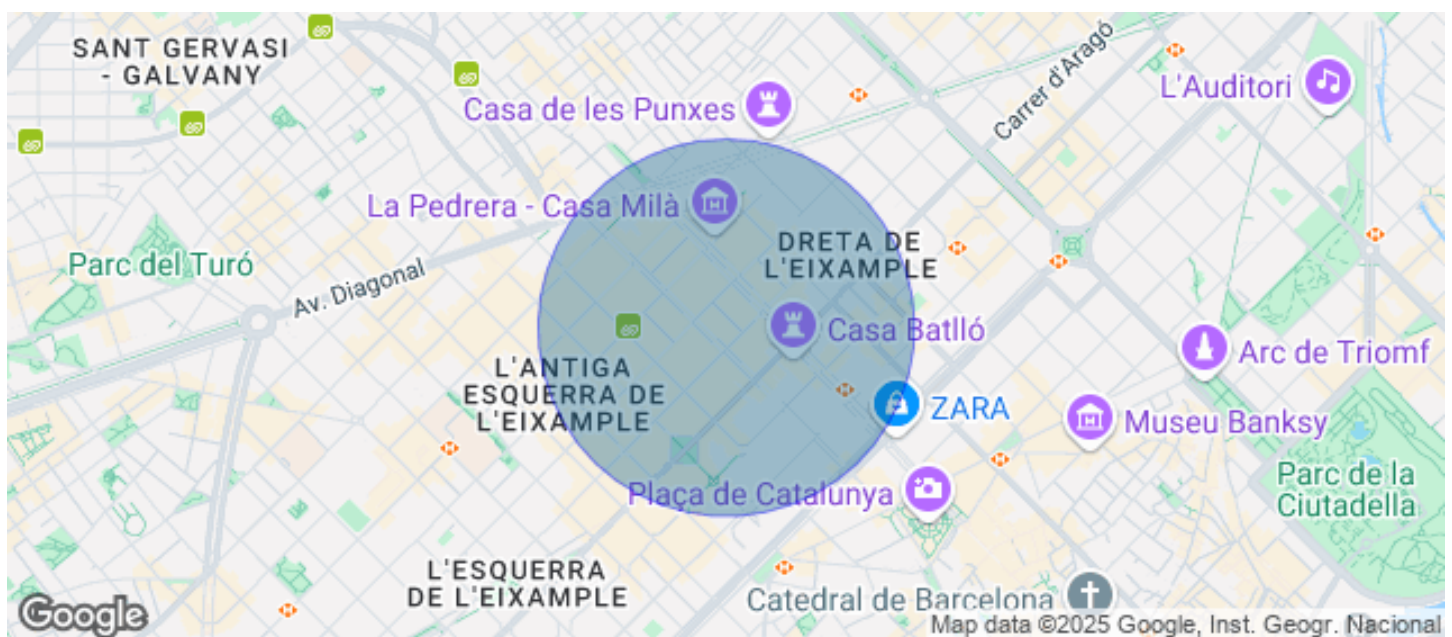 SANT GERVASI
- GALVANY
Casa de les Punxes
Carrer d'Aragó
L'Auditori
La Pedrera - Casa Milà
DRETA DE
L'EIXAMPLE
Parc del Turó
Av. Diagonal
Casa Batlló
Arc de Triomf
L'ANTIGA
ESQUERRA DE
L'EIXAMPLE
ZARA
Museu Banksy
Plaça de Catalunya
Parc de la
Ciutadella
L'ESQUERRA
DE L'EIXAMPLE
Catedral de Barcelona
Google
Map data ©2025 Google, Inst. Geogr. Nacional